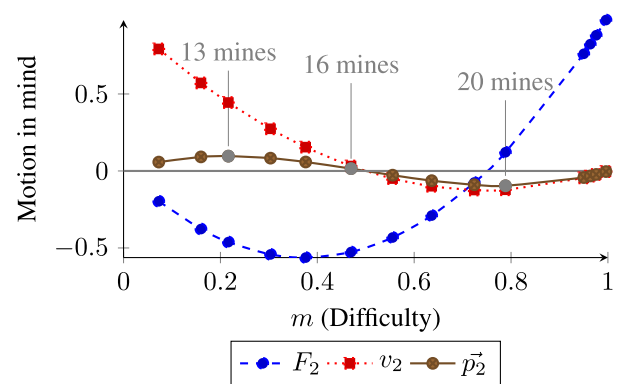 13 mines
16 mines
20 mines
Motion in mind
0.5
0
−0.5
0
0.2
0.4
0.6
0.8
1
m (Difficulty)
F₂ v₂ p⃗₂